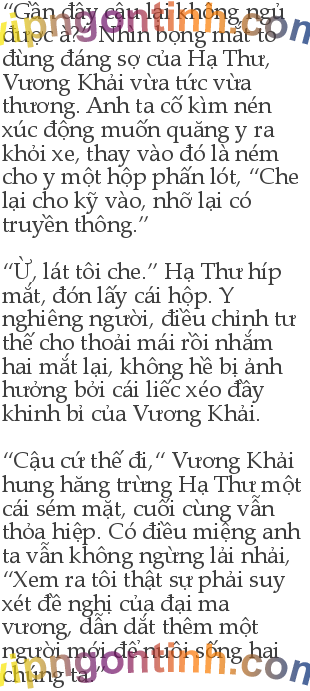 “Gần đây cậu lại không ngủ
được à?” Nhìn bọng mắt to
đùng đáng sợ của Hạ Thư,
Vương Khải vừa tức vừa
thương. Anh ta cố kìm nén
xúc động muốn quăng y ra
khỏi xe, thay vào đó là ném
cho y một hộp phấn lót, “Che
lại cho kỹ vào, nhỡ lại có
truyền thông.”
“Ừ, lát tôi che.” Hạ Thư híp
mắt, đón lấy cái hộp. Y
nghiêng người, điều chỉnh tư
thế cho thoải mái rồi nhắm
hai mắt lại, không hề bị ảnh
hưởng bởi cái liếc xéo đầy
khinh bỉ của Vương Khải.
“Cậu cứ thế đi,“ Vương Khải
hung hăng trừng Hạ Thư một
cái sém mặt, cuối cùng vẫn
thỏa hiệp. Có điều miệng anh
ta vẫn không ngừng lải nhải,
“Xem ra tôi thật sự phải suy
xét đề nghị của đại ma
vương, dẫn dắt thêm một
người mới để nuôi sống hai
chúng ta.”
vipngontinh.com